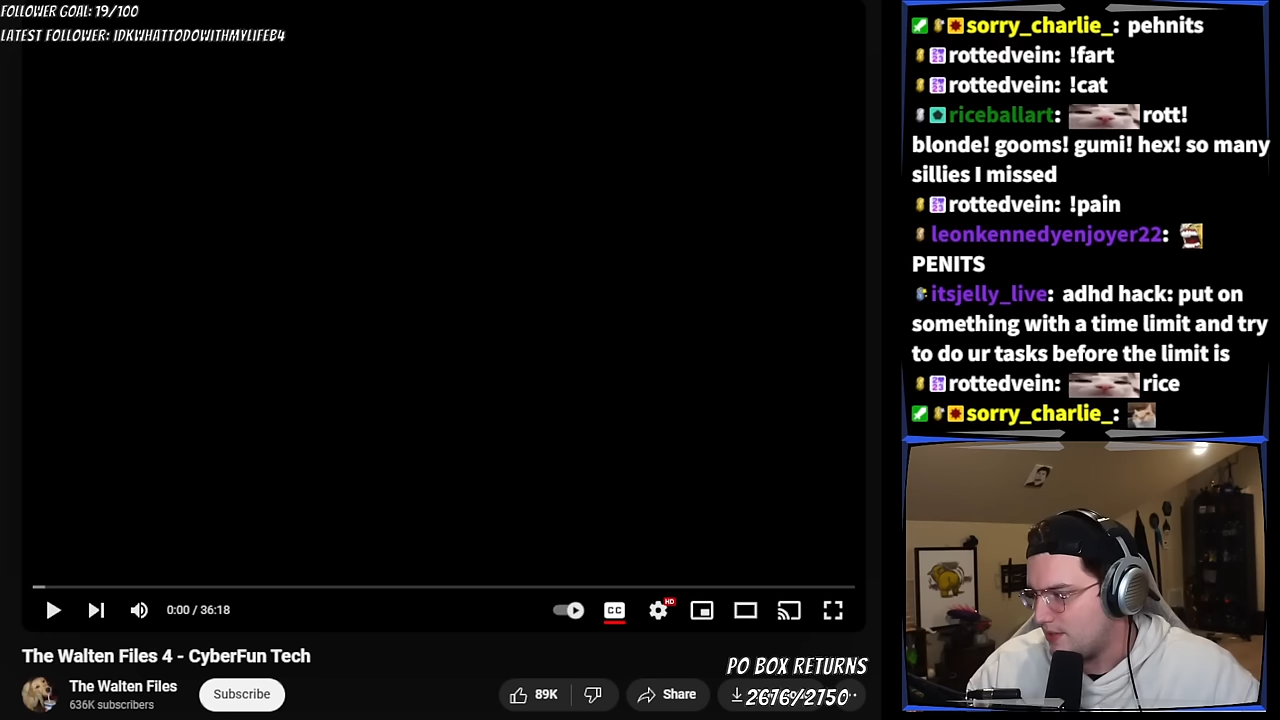 FOLLOWER GOAL: 19/100
LATEST FOLLOWER: IDKWHATTODOWITHMYLIFEB4
0:00 / 36:18
CC
HD
The Walten Files 4 - CyberFun Tech
The Walten Files
636K subscribers
Subscribe
89K
Share
PO BOX RETURNS
2676/2750
sorry_charlie_: pehnits
rottedvein: !fart
rottedvein: !cat
riceballart: rott!
blonde! gooms! gumi! hex! so many
sillies I missed
rottedvein: !pain
leonkennedyenjoyer22:
PENITS
itsjelly_live: adhd hack: put on
something with a time limit and try
to do ur tasks before the limit is
rottedvein: rice
sorry_charlie_: